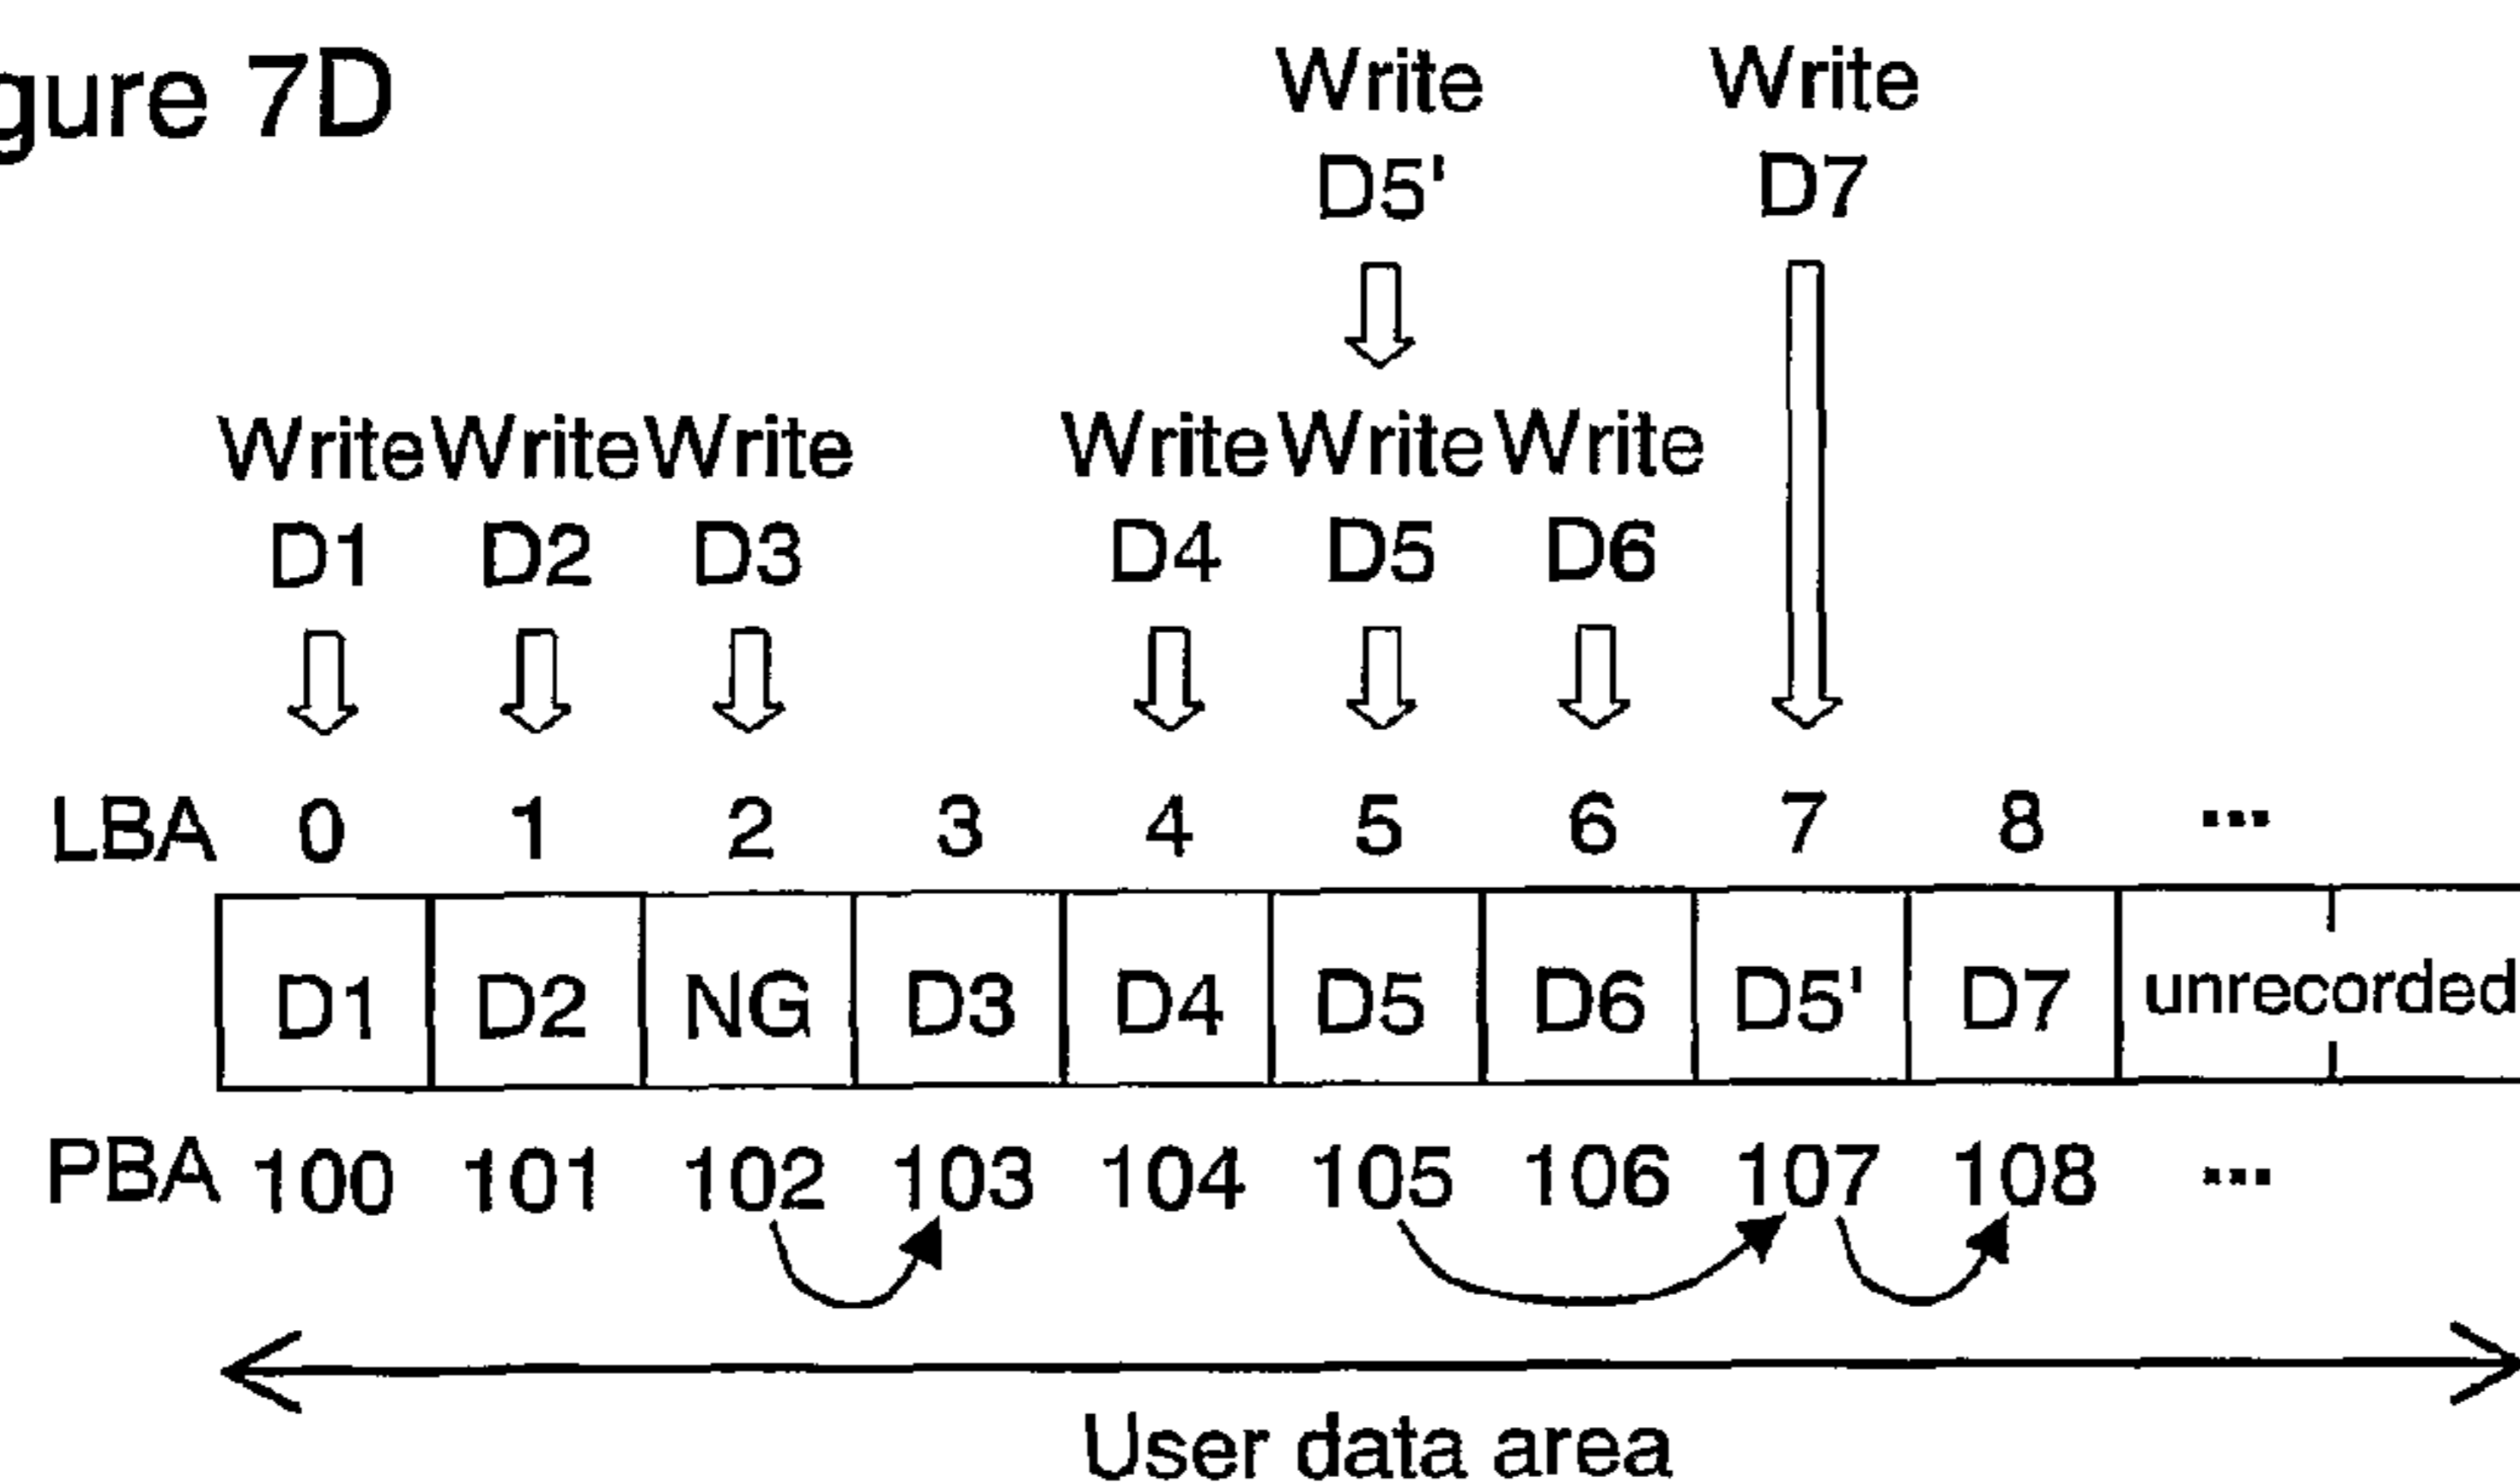 gure 7D
Write Write
D5' D7
Write Write Write Write Write Write
D1 D2 D3 D4 D5 D6
LBA 0 1 2 3 4 5 6 7 8 ...
D1 D2 NG D3 D4 D5 D6 D5' D7 unrecorded
PBA 100 101 102 103 104 105 106 107 108 ...
User data area